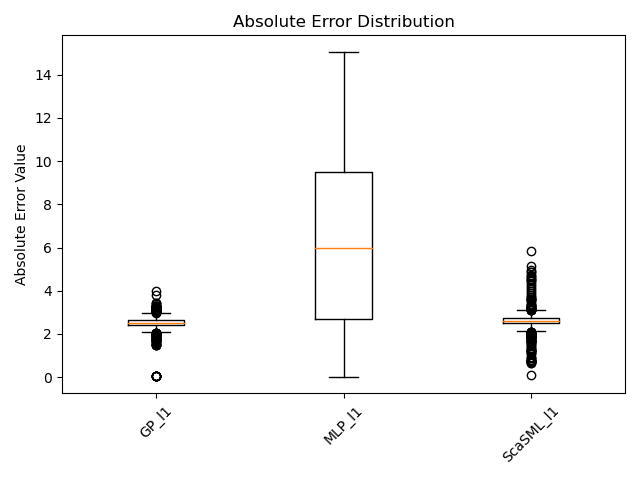 Absolute Error Distribution
Absolute Error Value
14
12
10
8
6
4
2
0
GP_l1
MLP_l1
ScaSML_l1